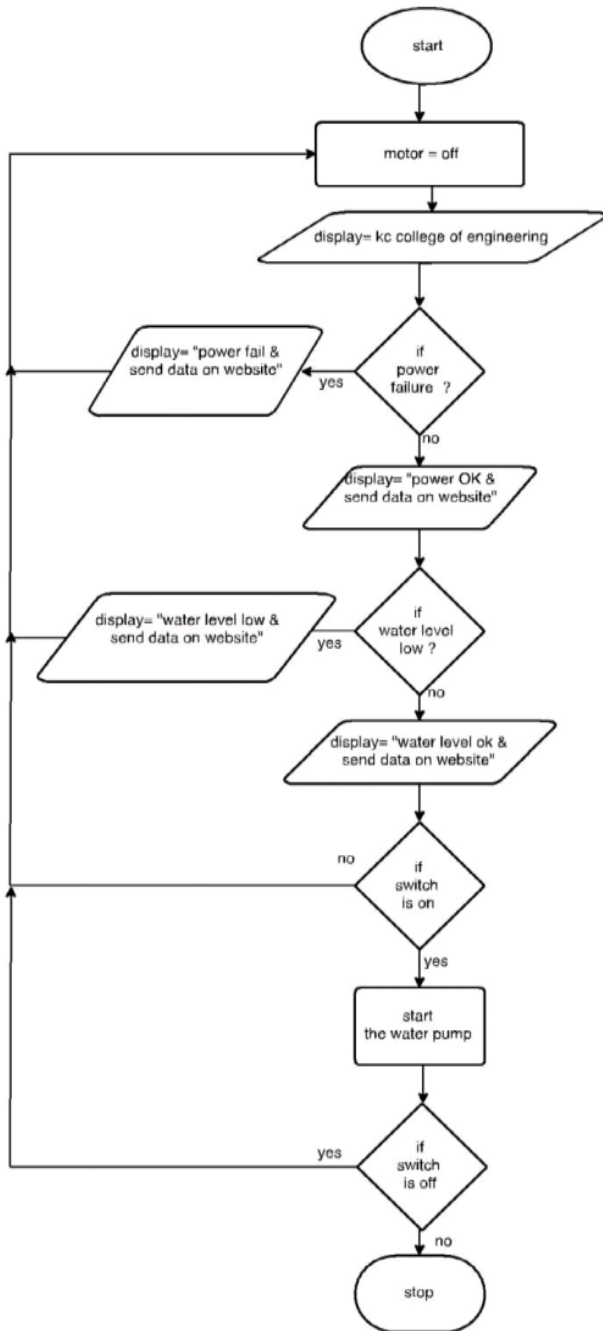 start
motor = off
display= kc college of engineering
if
power
failure ?
yes
display= "power fail &
send data on website"
no
display= "power OK &
send data on website"
if
water level
low ?
yes
display= "water level low &
send data on website"
no
display= "water level ok &
send data on website"
if
switch
is on
no
yes
start
the water pump
if
switch
is off
yes
no
stop